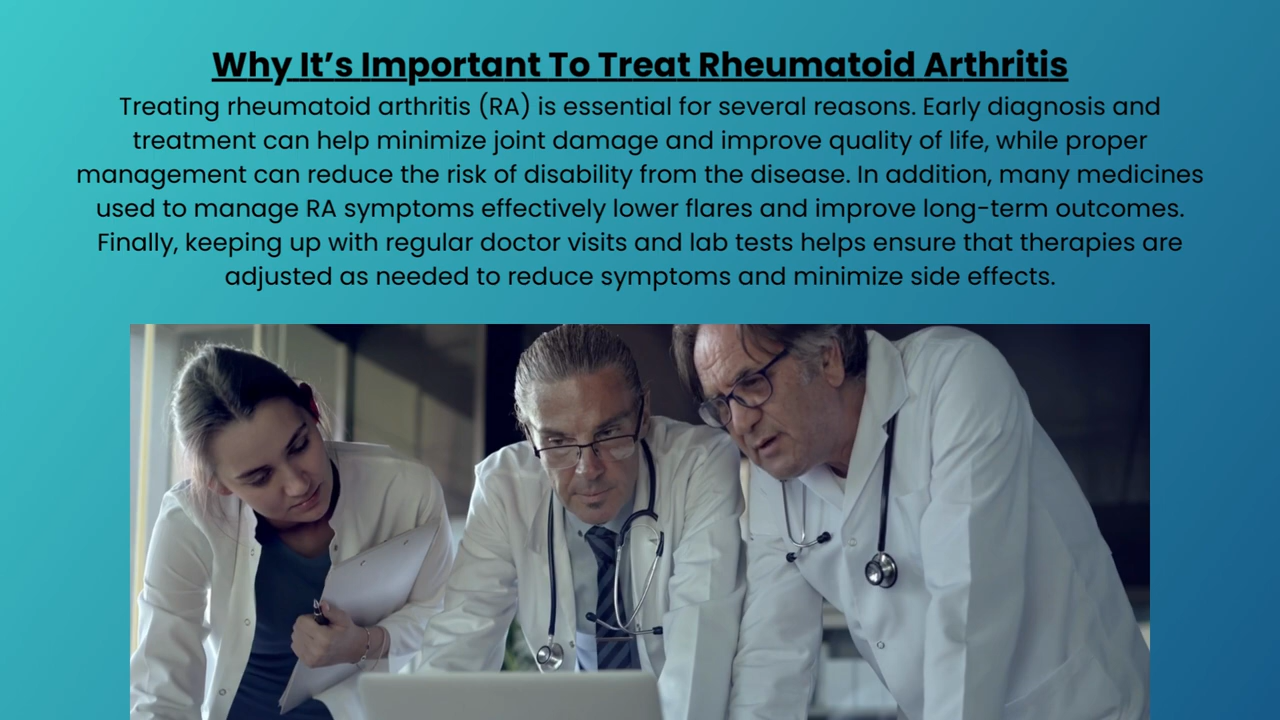 Why It’s Important To Treat Rheumatoid Arthritis
Treating rheumatoid arthritis (RA) is essential for several reasons. Early diagnosis and
treatment can help minimize joint damage and improve quality of life, while proper
management can reduce the risk of disability from the disease. In addition, many medicines
used to manage RA symptoms effectively lower flares and improve long-term outcomes.
Finally, keeping up with regular doctor visits and lab tests helps ensure that therapies are
adjusted as needed to reduce symptoms and minimize side effects.